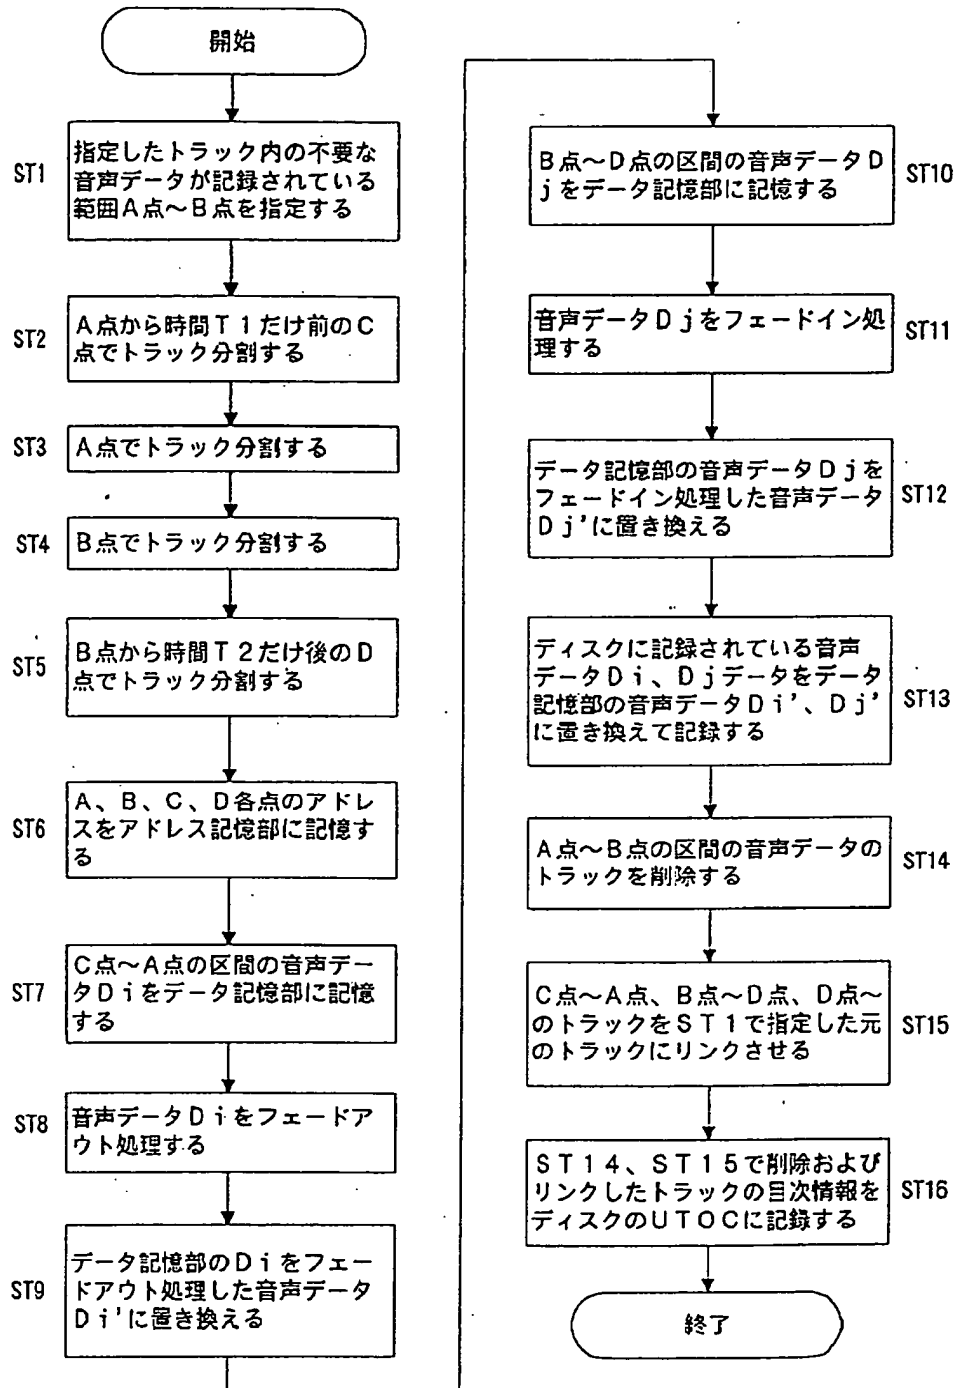 開始
ST1
指定したトラック内の不要な
音声データが記録されている
範囲A点～B点を指定する
ST2
A点から時間T1だけ前のC
点でトラック分割する
ST3
A点でトラック分割する
ST4
B点でトラック分割する
ST5
B点から時間T2だけ後のD
点でトラック分割する
ST6
A、B、C、D各点のアドレ
スをアドレス記憶部に記憶す
る
ST7
C点～A点の区間の音声デー
タDiをデータ記憶部に記憶
する
ST8
音声データDiをフェードア
ウト処理する
ST9
データ記憶部のDiをフェー
ドアウト処理した音声データ
Di'に置き換える
B点～D点の区間の音声データD
jをデータ記憶部に記憶する
ST10
音声データDjをフェードイン処
理する
ST11
データ記憶部の音声データDjを
フェードイン処理した音声データ
Dj'に置き換える
ST12
ディスクに記録されている音声
データDi、Djデータをデータ
記憶部の音声データDi'、Dj'
に置き換えて記録する
ST13
A点～B点の区間の音声データの
トラックを削除する
ST14
C点～A点、B点～D点、D点～
のトラックをST1で指定した元
のトラックにリンクさせる
ST15
ST14、ST15で削除および
リンクしたトラックの目次情報を
ディスクのUTOCに記録する
ST16
終了